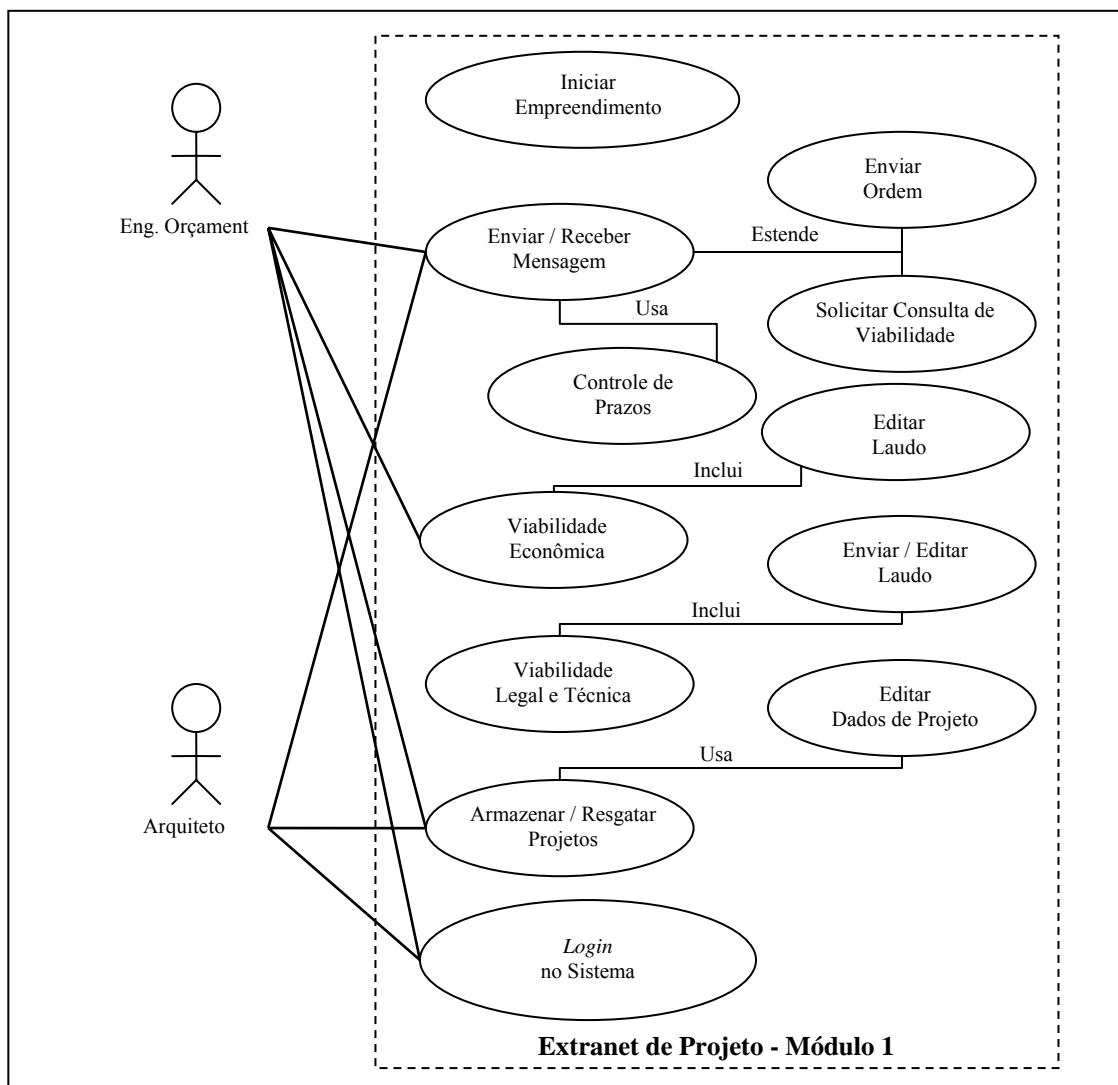 Iniciar
Empreendimento
Enviar
Ordem
Eng. Orçament
Enviar / Receber
Mensagem
Estende
Solicitar Consulta de
Viabilidade
Usa
Controle de
Prazos
Editar
Laudo
Inclui
Viabilidade
Econômica
Enviar / Editar
Laudo
Inclui
Viabilidade
Legal e Técnica
Editar
Dados de Projeto
Usa
Arquiteto
Armazenar / Resgatar
Projetos
Login
no Sistema
Extranet de Projeto - Módulo 1